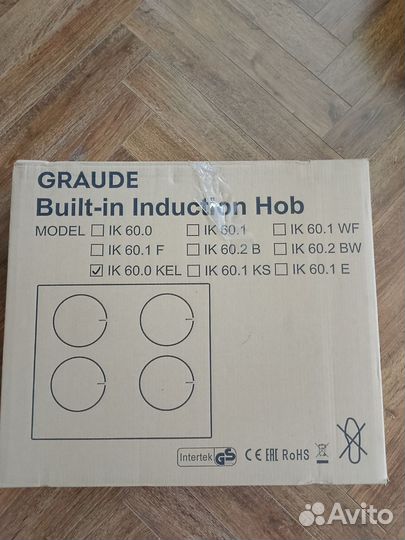 GRAUDE
Built-in Induction Hob
MODEL ☐ IK 60.0 ☐ IK 60.1 ☐ IK 60.1 WF
☐ IK 60.1 F ☐ IK 60.2 B ☐ IK 60.2 BW
☑ IK 60.0 KEL ☐ IK 60.1 KS ☐ IK 60.1 E
Intertek GS CE EAC RoHS
Avito